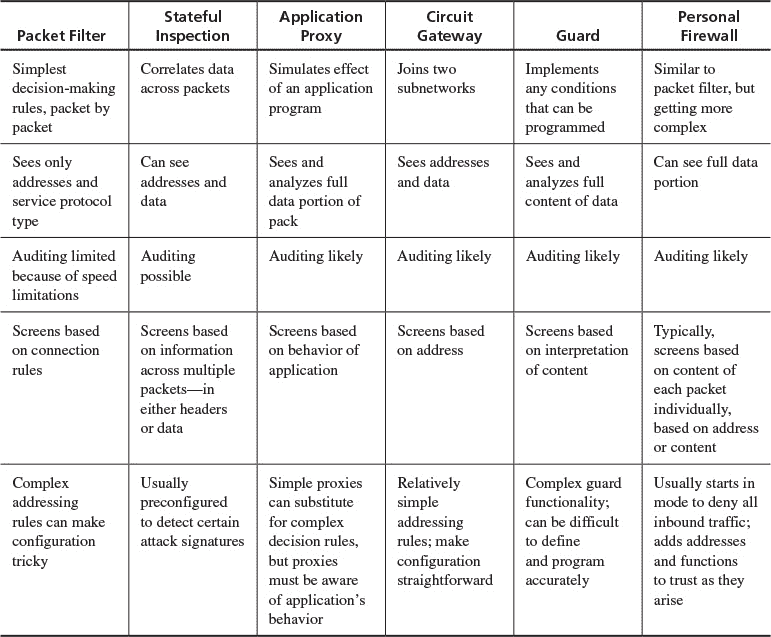 Packet Filter
Stateful
Inspection
Application
Proxy
Circuit
Gateway
Guard
Personal
Firewall
Simplest
decision-making
rules, packet by
packet
Correlates data
across packets
Simulates effect
of an application
program
Joins two
subnetworks
Implements
any conditions
that can be
programmed
Similar to
packet filter, but
getting more
complex
Sees only
addresses and
service protocol
type
Can see
addresses and
data
Sees and
analyzes full
data portion of
pack
Sees addresses
and data
Sees and
analyzes full
content of data
Can see full data
portion
Auditing limited
because of speed
limitations
Auditing
possible
Auditing likely
Auditing likely
Auditing likely
Auditing likely
Screens based
on connection
rules
Screens based
on information
across multiple
packets—in
either headers
or data
Screens based
on behavior of
application
Screens based
on address
Screens based
on interpretation
of content
Typically,
screens based
on content of
each packet
individually,
based on address
or content
Complex
addressing
rules can make
configuration
tricky
Usually
preconfigured
to detect certain
attack signatures
Simple proxies
can substitute
for complex
decision rules,
but proxies
must be aware
of application’s
behavior
Relatively
simple
addressing
rules; make
configuration
straightforward
Complex guard
functionality;
can be difficult
to define
and program
accurately
Usually starts in
mode to deny all
inbound traffic;
adds addresses
and functions
to trust as they
arise